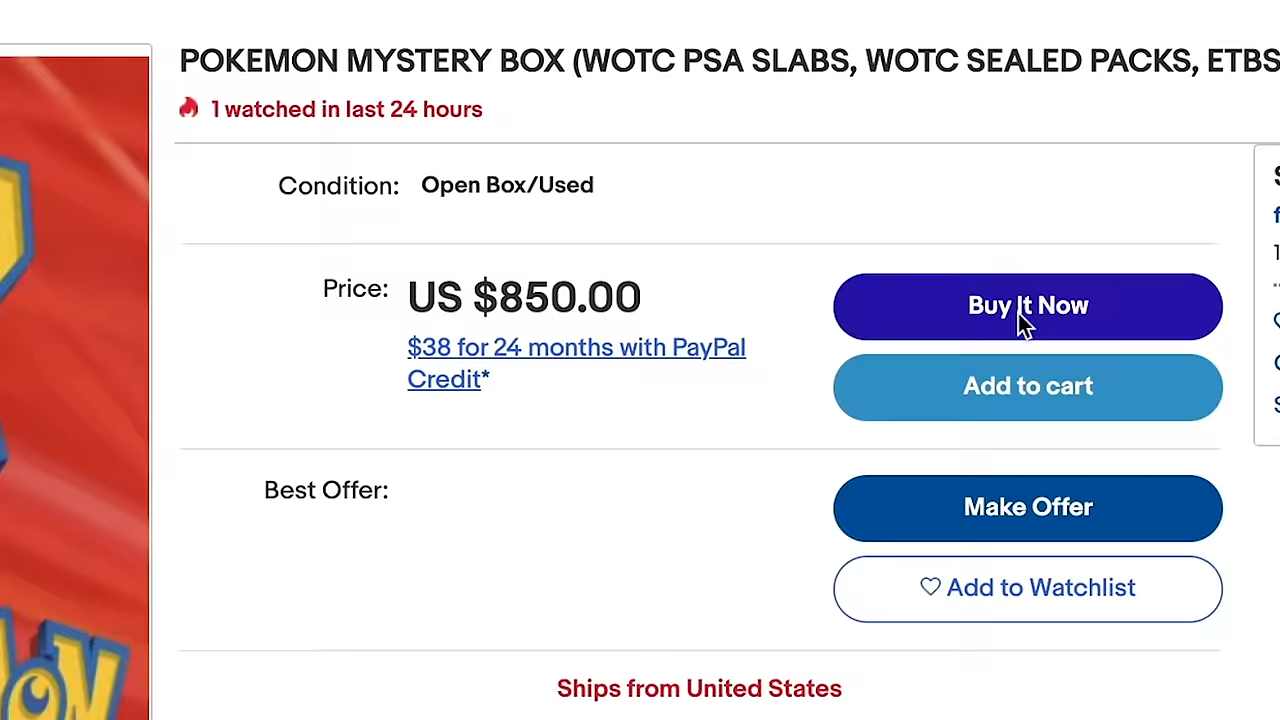 POKEMON MYSTERY BOX (WOTC PSA SLABS, WOTC SEALED PACKS, ETBS
1 watched in last 24 hours
Condition: Open Box/Used
Price: US $850.00
Buy It Now
$38 for 24 months with PayPal
Credit*
Add to cart
Best Offer:
Make Offer
Add to Watchlist
Ships from United States